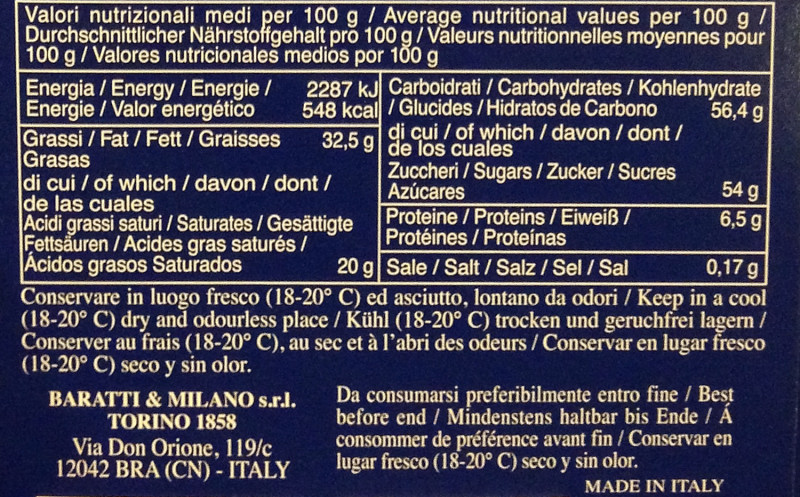 Valori nutrizionali medi per 100 g / Average nutritional values per 100 g /
Durchschnittlicher Nährstoffgehalt pro 100 g / Valeurs nutritionnelles moyennes pour
100 g / Valores nutricionales medios por 100 g
Energia / Energy / Energie / 2287 kJ
Energie / Valor energético 548 kcal
Grassi / Fat / Fett / Graisses 32,5 g
Grasas
di cui / of which / davon / dont /
de las cuales
Acidi grassi saturi / Saturates / Gesättigte
Fettsäuren / Acides gras saturés /
Ácidos grasos Saturados 20 g
Carboidrati / Carbohydrates / Kohlenhydrate
/ Glucides / Hidratos de Carbono 56,4 g
di cui / of which / davon / dont /
de los cuales
Zuccheri / Sugars / Zucker / Sucres
Azúcares 54 g
Proteine / Proteins / Eiweiß / 6,5 g
Protéines / Proteínas
Sale / Salt / Salz / Sel / Sal 0,17 g
Conservare in luogo fresco (18-20° C) ed asciutto, lontano da odori / Keep in a cool
(18-20° C) dry and odourless place / Kühl (18-20° C) trocken und geruchfrei lagern /
Conserver au frais (18-20° C), au sec et à l'abri des odeurs / Conservar en lugar fresco
(18-20° C) seco y sin olor.
BARATTI & MILANO s.r.l.
TORINO 1858
Via Don Orione, 119/c
12042 BRA (CN) - ITALY
Da consumarsi preferibilmente entro fine / Best
before end / Mindenstens haltbar bis Ende / Á
consommer de préférence avant fin / Conservar en
lugar fresco (18-20° C) seco y sin olor.
MADE IN ITALY